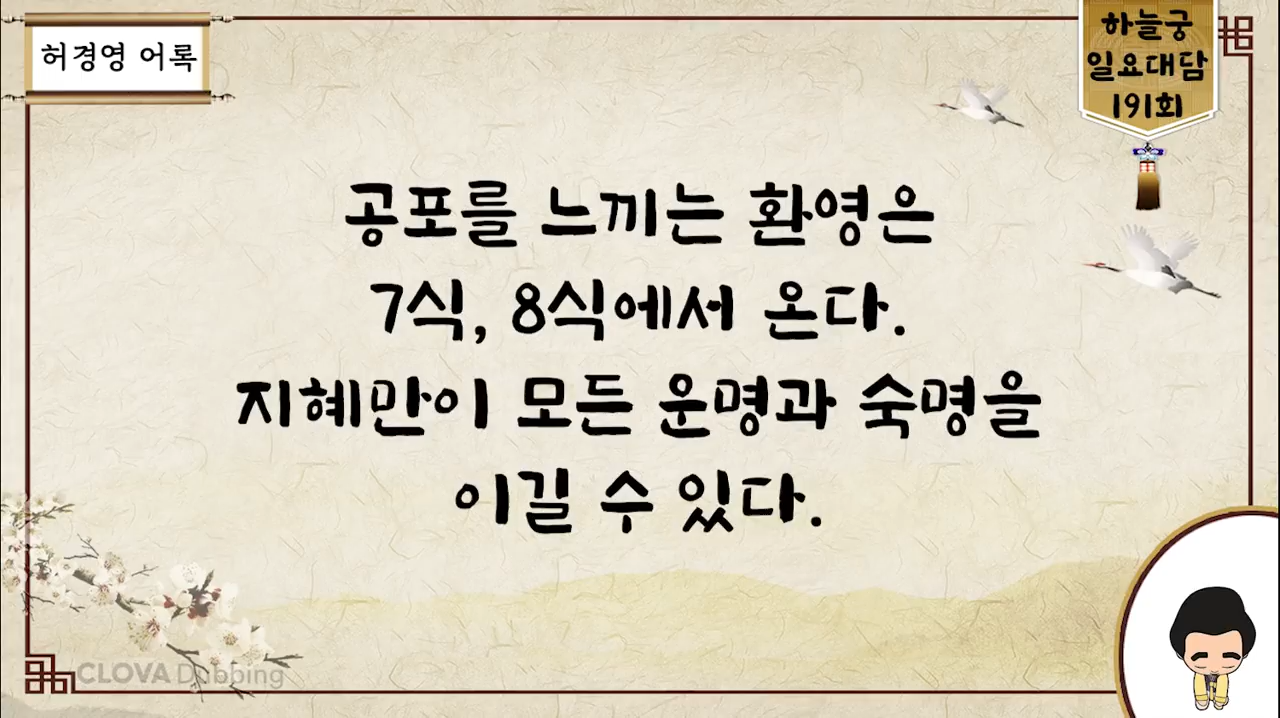 허경영 어록
하늘궁
일요대담
191회
공포를 느끼는 환영은
7식, 8식에서 온다.
지혜만이 모든 운명과 숙명을
이길 수 있다.
CLOVA Dubbing